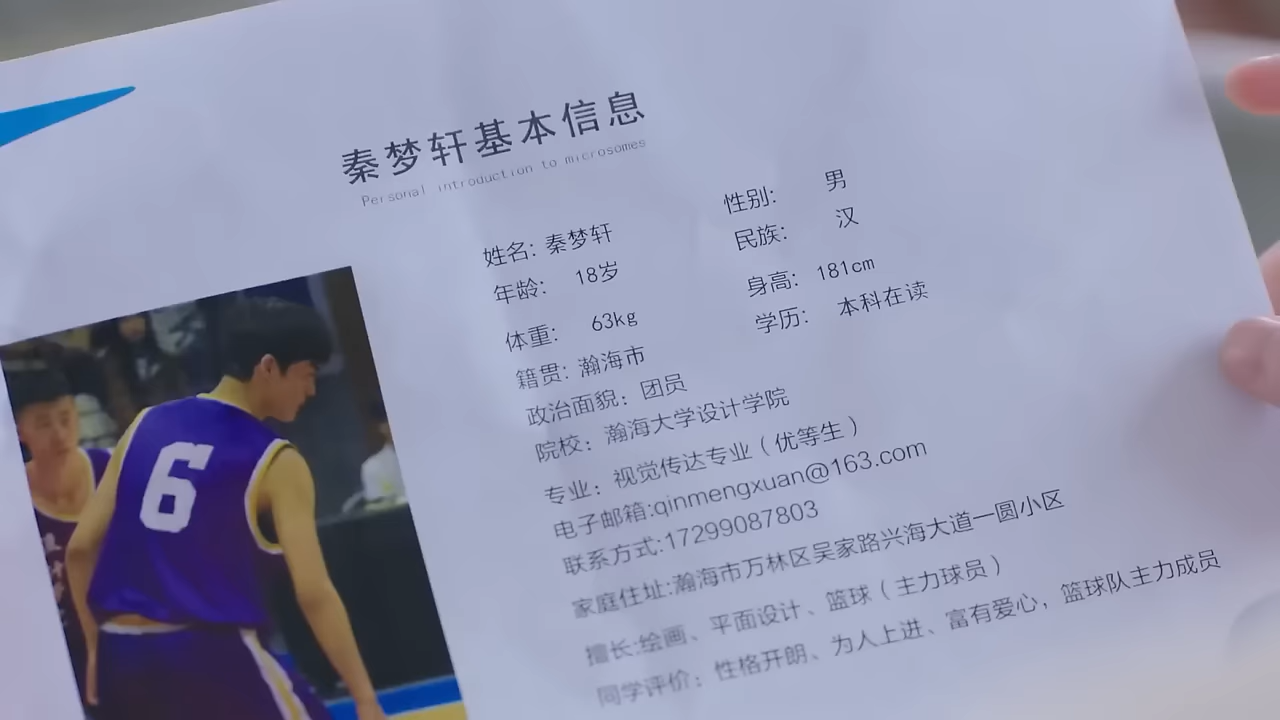 秦梦轩基本信息
Personal introduction to microsomes
姓名: 秦梦轩 性别: 男
年龄: 18岁 民族: 汉
体重: 63kg 身高: 181cm
籍贯: 瀚海市 学历: 本科在读
政治面貌: 团员
院校: 瀚海大学设计学院
专业: 视觉传达专业（优等生）
电子邮箱:qinmengxuan@163.com
联系方式:17299087803
家庭住址:瀚海市万林区吴家路兴海大道一圆小区
擅长:绘画、平面设计、篮球（主力球员）
同学评价: 性格开朗、为人上进、富有爱心，篮球队主力成员
6